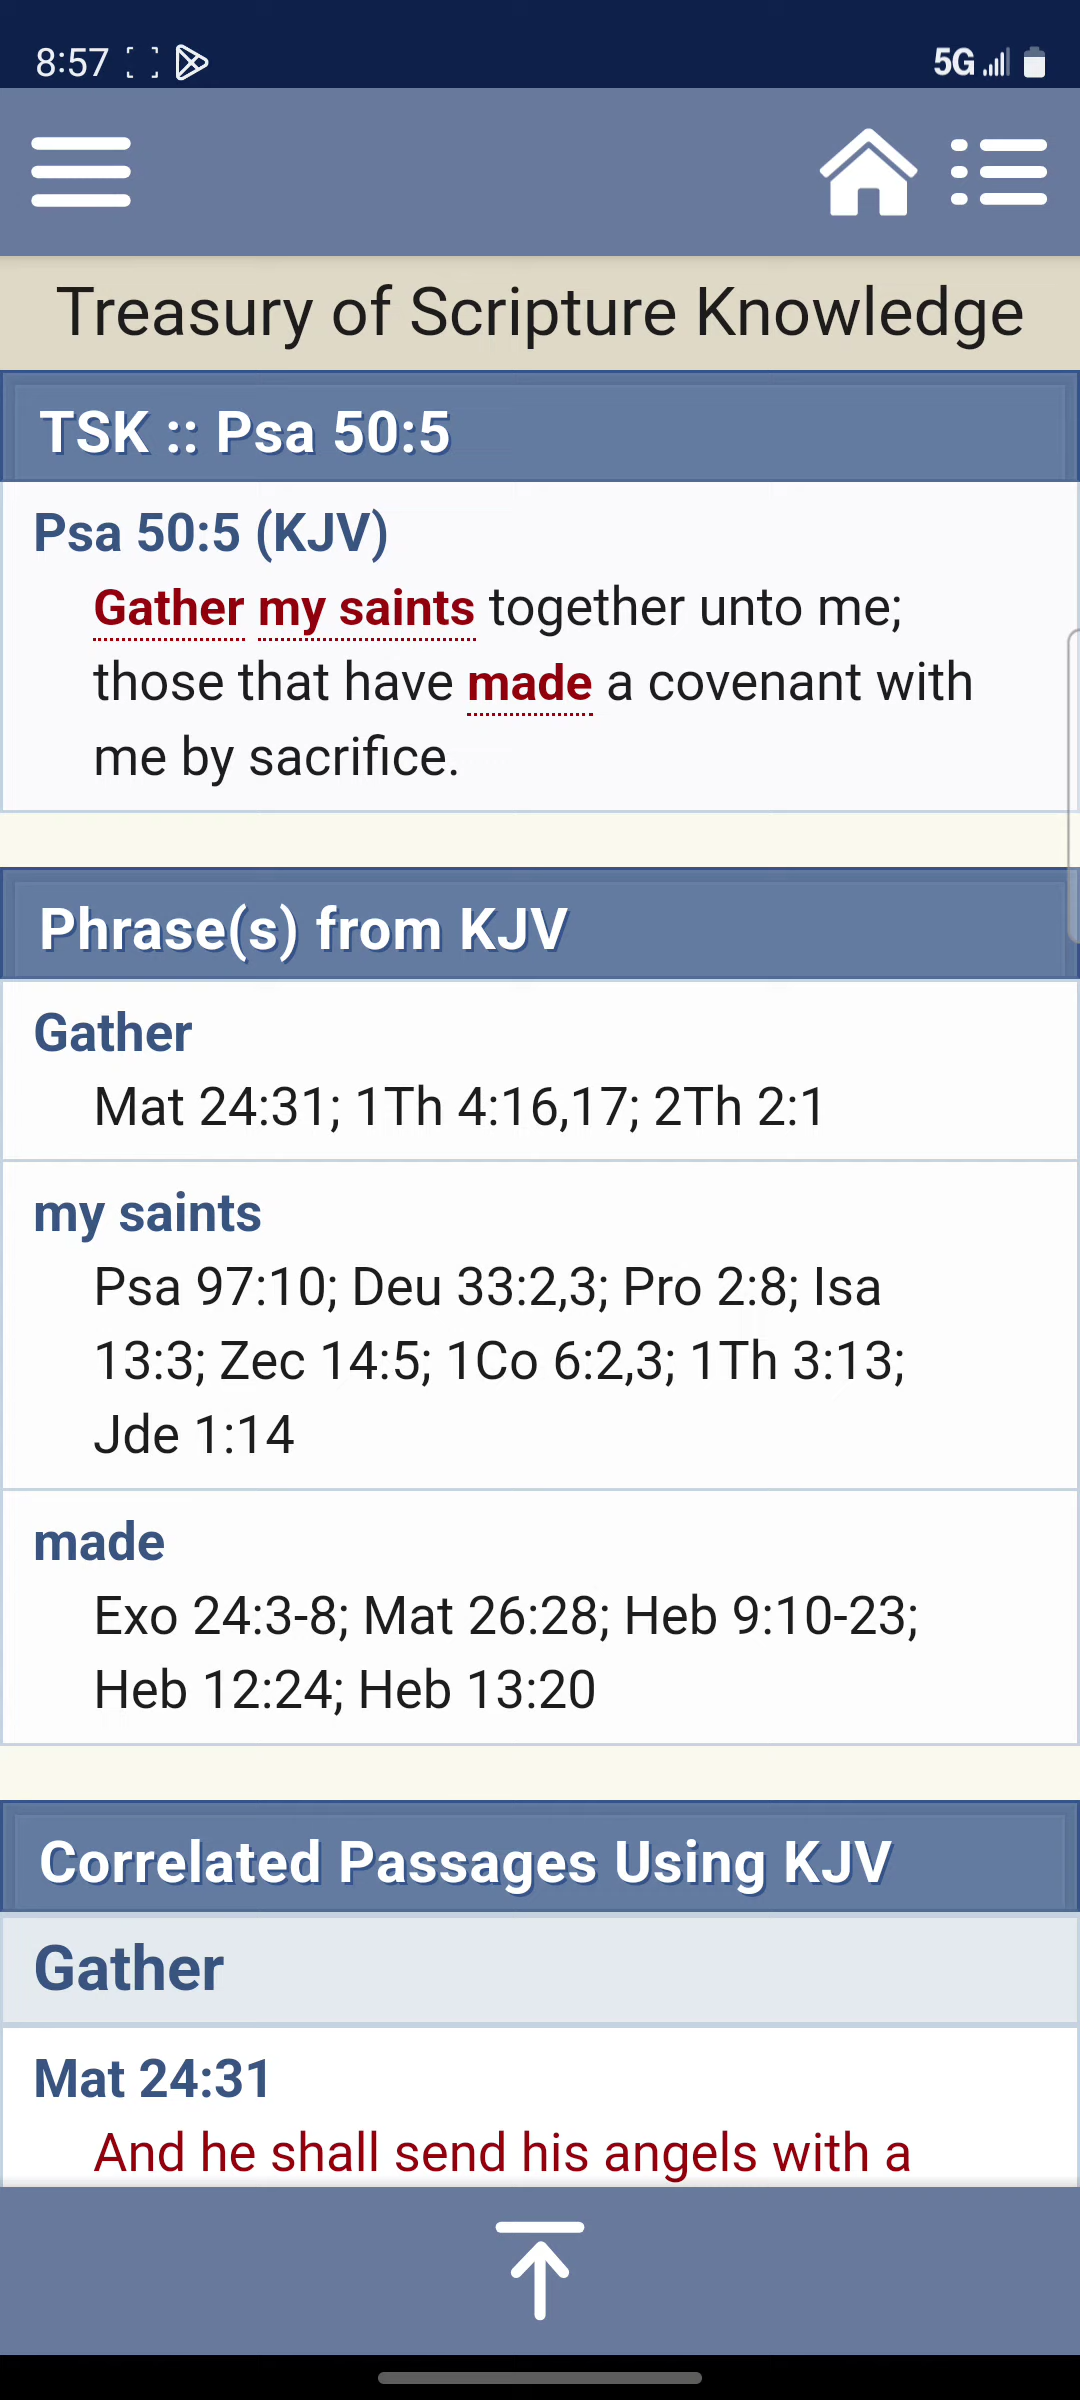 8:57
5G
Treasury of Scripture Knowledge
TSK :: Psa 50:5
Psa 50:5 (KJV)
Gather my saints together unto me;
those that have made a covenant with
me by sacrifice.
Phrase(s) from KJV
Gather
Mat 24:31; 1Th 4:16,17; 2Th 2:1
my saints
Psa 97:10; Deu 33:2,3; Pro 2:8; Isa
13:3; Zec 14:5; 1Co 6:2,3; 1Th 3:13;
Jde 1:14
made
Exo 24:3-8; Mat 26:28; Heb 9:10-23;
Heb 12:24; Heb 13:20
Correlated Passages Using KJV
Gather
Mat 24:31
And he shall send his angels with a